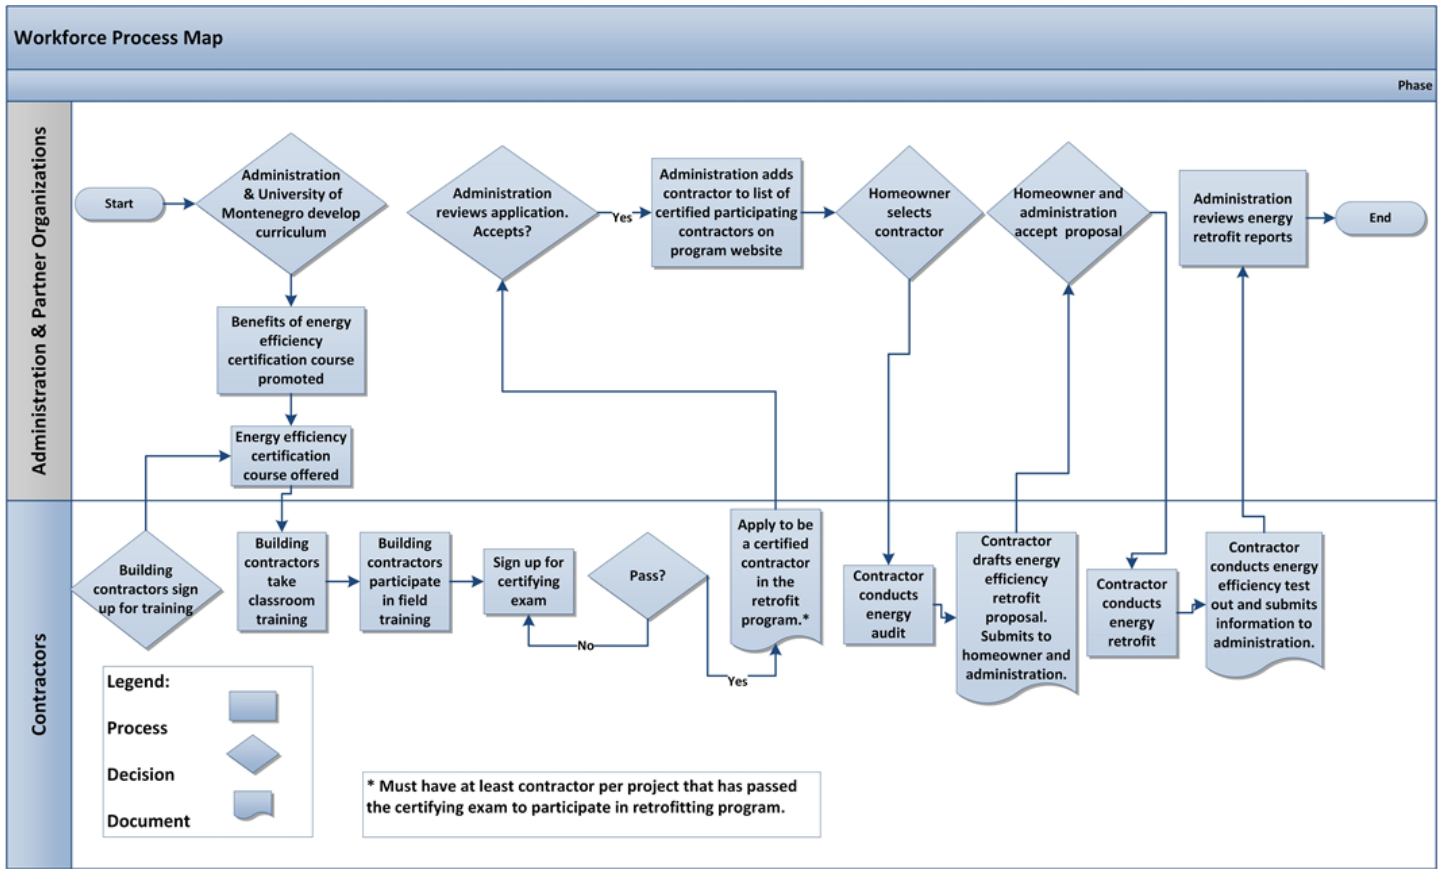 Workforce Process Map
Phase
Administration & Partner Organizations
Start
Administration
& University of
Montenegro develop
curriculum
Benefits of energy
efficiency
certification course
promoted
Energy efficiency
certification
course offered
Administration
reviews application.
Accepts?
Yes
Administration adds
contractor to list of
certified participating
contractors on
program website
Homeowner
selects
contractor
Homeowner and
administration
accept proposal
Administration
reviews energy
retrofit reports
End
Contractors
Building
contractors sign
up for training
Building
contractors
take
classroom
training
Building
contractors
participate
in field
training
Sign up for
certifying
exam
Pass?
No
Yes
Apply to be
a certified
contractor
in the
retrofit
program.*
Contractor
conducts
energy
audit
Contractor
drafts energy
efficiency
retrofit
proposal.
Submits to
homeowner and
administration.
Contractor
conducts
energy
retrofit
Contractor
conducts energy
efficiency test
out and submits
information to
administration.
Legend:
Process
Decision
Document
* Must have at least contractor per project that has passed
the certifying exam to participate in retrofitting program.